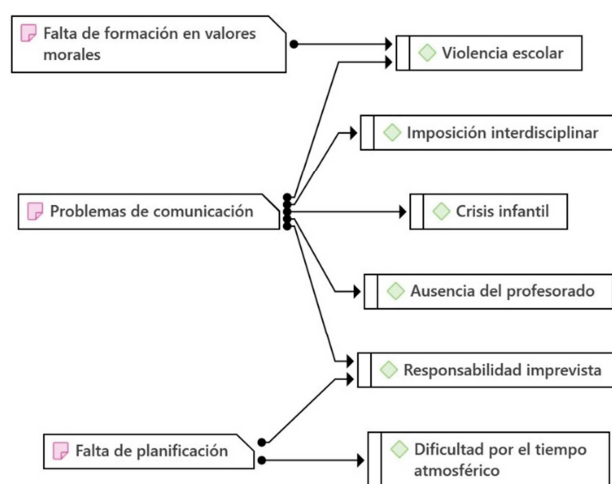 Falta de formación en valores
morales
Violencia escolar
Imposición interdisciplinar
Problemas de comunicación
Crisis infantil
Ausencia del profesorado
Responsabilidad imprevista
Falta de planificación
Dificultad por el tiempo
atmosférico